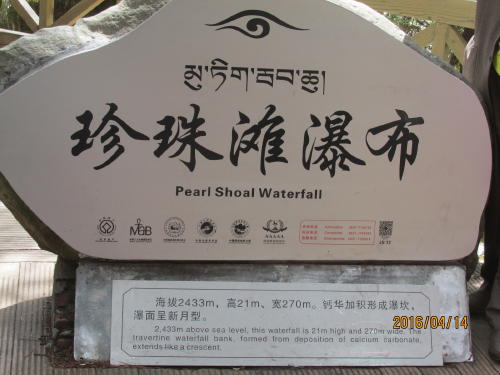 མུ་ཏིག་རྦབ་ཆུ།
珍珠滩瀑布
Pearl Shoal Waterfall
MAB
海拔2433m，高21m、宽270m。钙华加积形成瀑坎，
瀑面呈新月型。
2,433m above sea level, this waterfall is 21m high and 270m wide. The
travertine waterfall bank, formed from deposition of calcium carbonate,
extends like a crescent.
2016/04/14